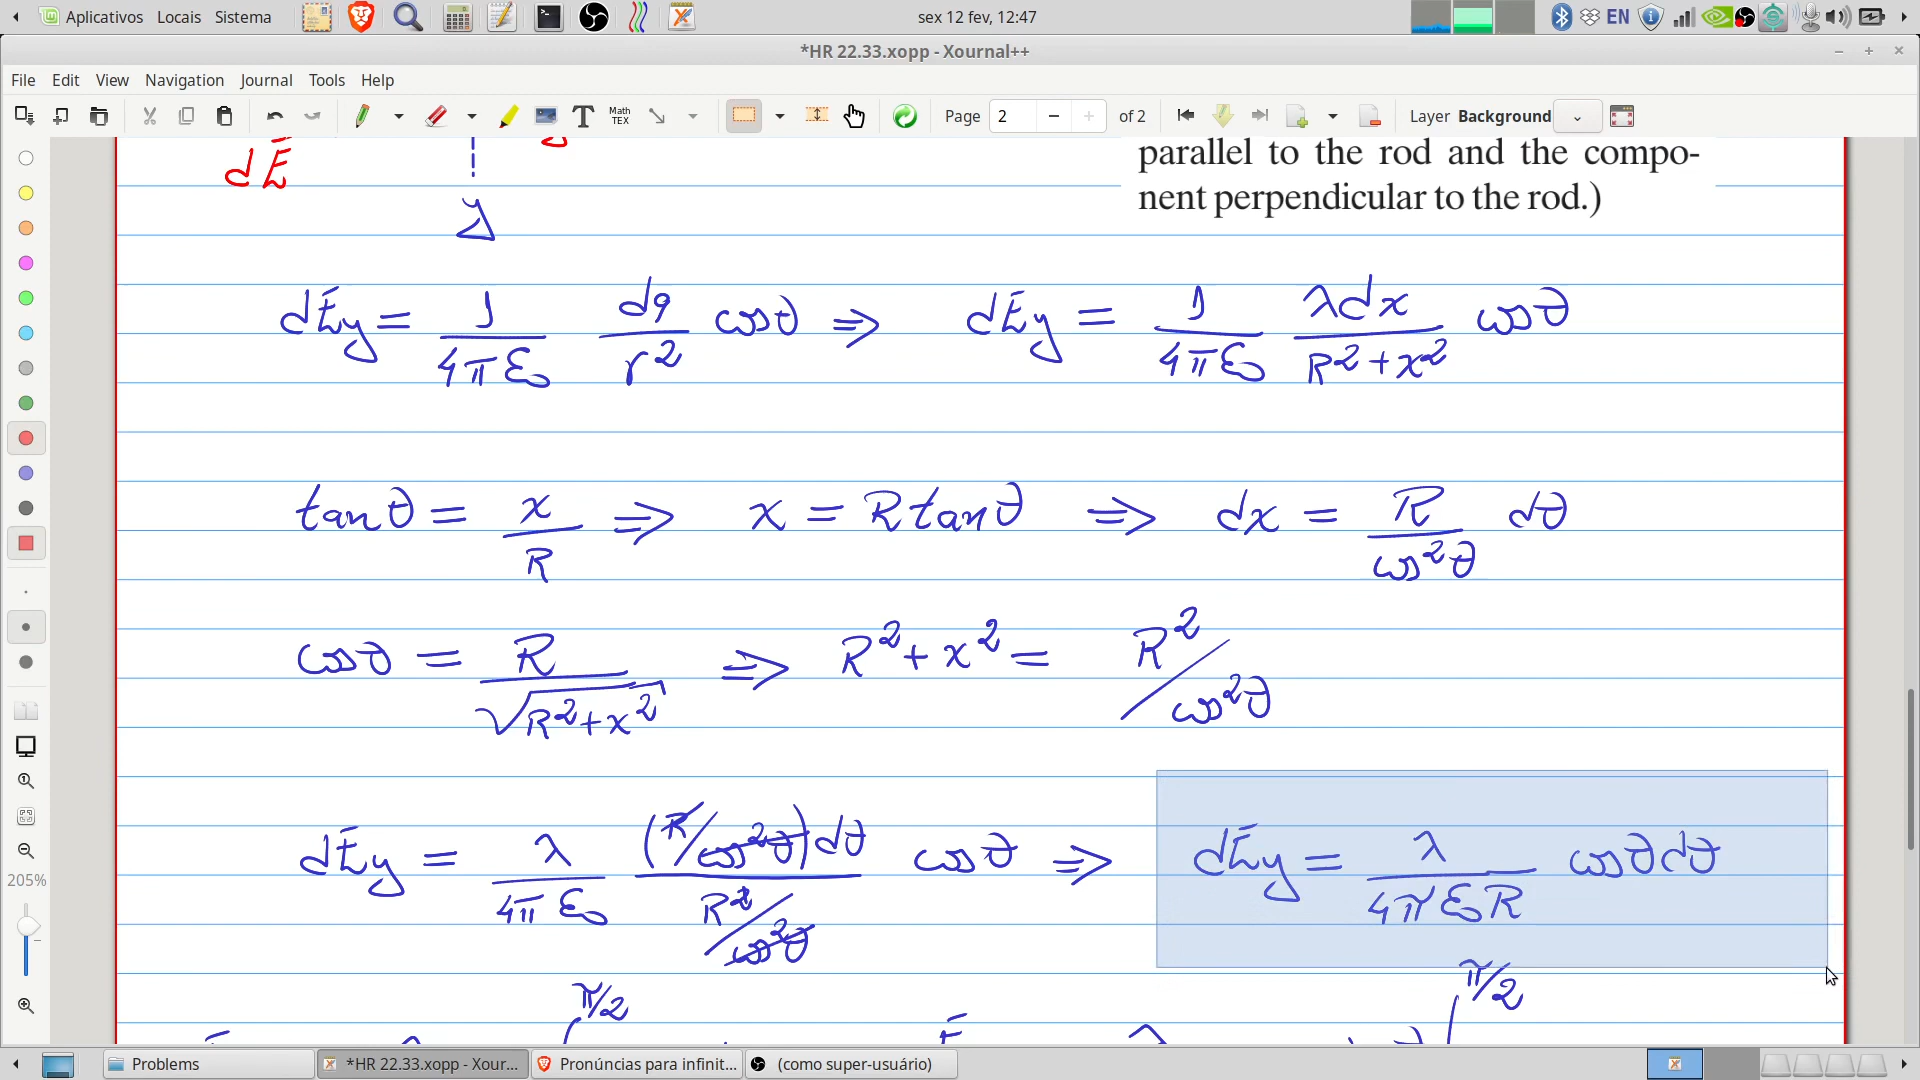 Aplicativos Locais Sistema sex 12 fev, 12:47 EN
*HR 22.33.xopp - Xournal++
File Edit View Navigation Journal Tools Help
T Math TEX Page 2 of 2 Layer Background
parallel to the rod and the compo-
nent perpendicular to the rod.)
dE
y
dEy = 1/4πε₀ dq/r² cosθ ⇒ dEy = 1/4πε₀ λdx/R²+x² cosθ
tanθ = x/R ⇒ x = Rtanθ ⇒ dx = R/cos²θ dθ
cosθ = R/√R²+x² ⇒ R²+x² = R²/cos²θ
dEy = λ/4πε₀ (R/cos²θ)dθ/R²/cos²θ cosθ ⇒ dEy = λ/4πε₀R cosθdθ
π/2 π/2
205%
Problems *HR 22.33.xopp - Xour... Pronúncias para infinit... (como super-usuário)